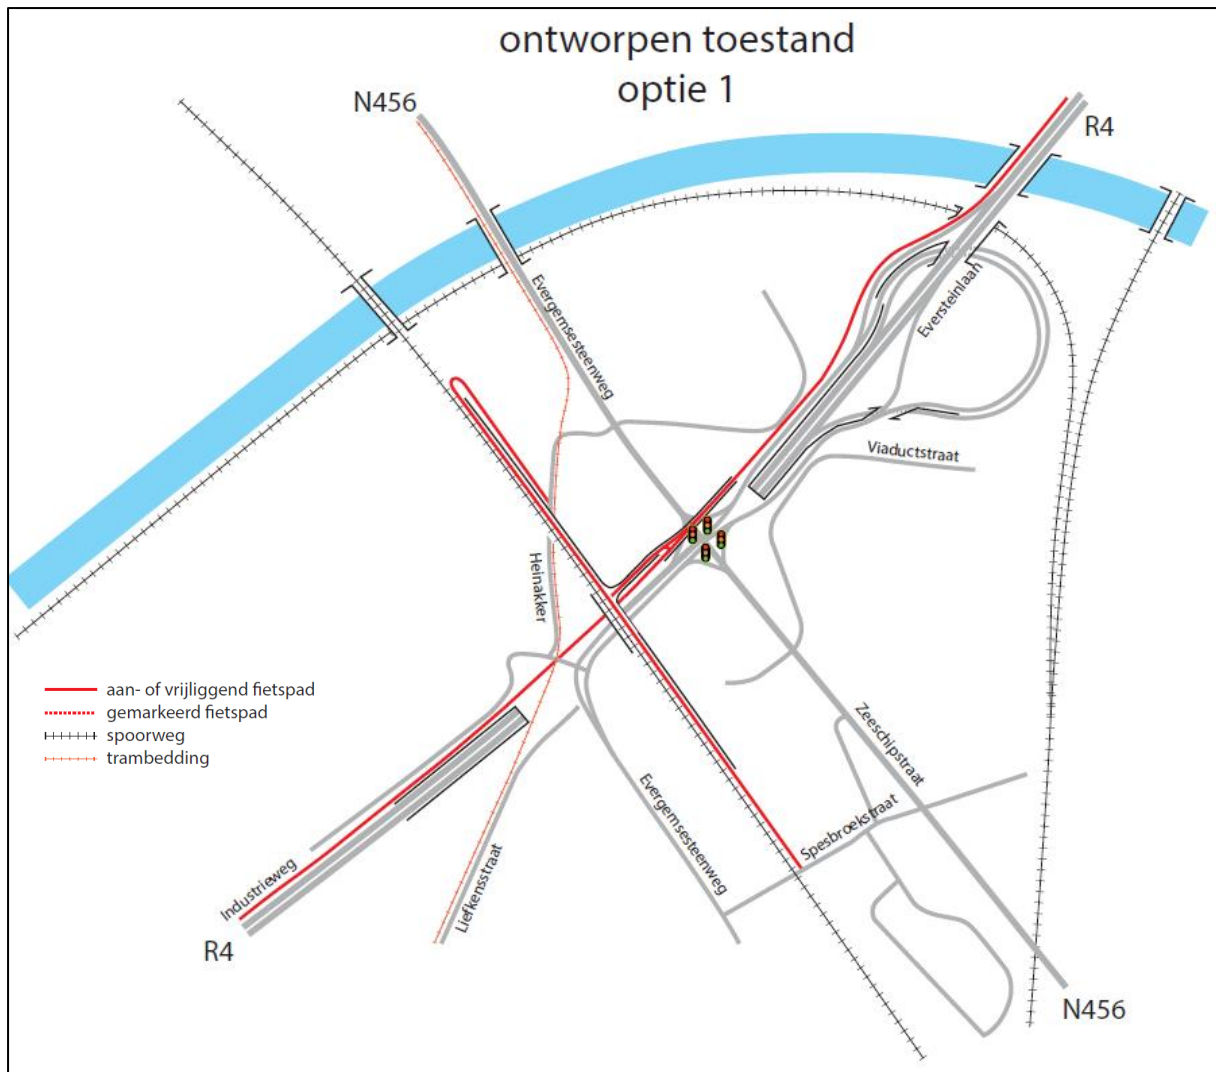 ontworpen toestand
optie 1
N456
R4
Evergemsesteenweg
Eversteinlaan
Viaductstraat
Heinakker
aan- of vrijliggend fietspad
gemarkeerd fietspad
spoorweg
trambedding
Zeeschipstraat
Evergemsesteenweg
Spesbroekstraat
Industrieweg
Liefkensstraat
R4
N456